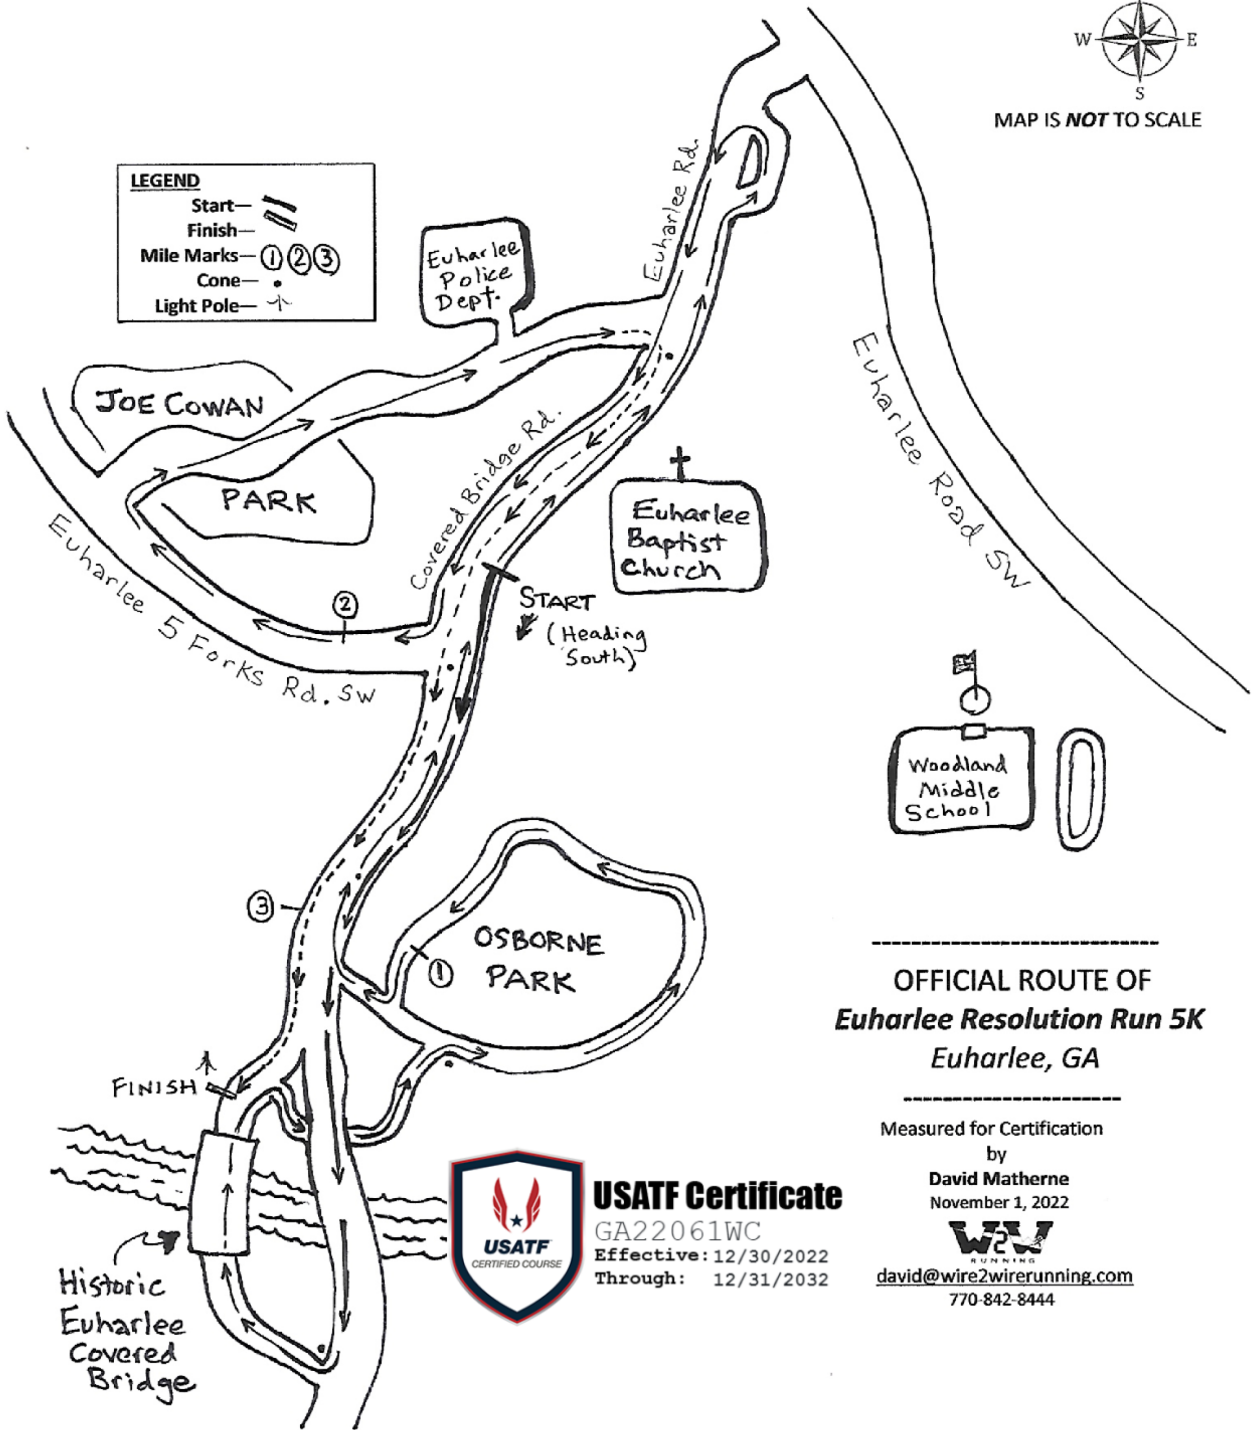 W
E
S
MAP IS NOT TO SCALE
LEGEND
Start—
Finish—
Mile Marks— 1 2 3
Cone—
Light Pole—
Euharlee Rd.
Euharlee
Police
Dept.
JOE COWAN
PARK
Covered Bridge Rd.
Euharlee Road SW
Euharlee
Baptist
Church
START
(Heading
South)
2
Euharlee 5 Forks Rd. SW
Woodland
Middle
School
3
OSBORNE
PARK
1
FINISH
Historic
Euharlee
Covered
Bridge
OFFICIAL ROUTE OF
Euharlee Resolution Run 5K
Euharlee, GA
Measured for Certification
by
David Matherne
November 1, 2022
W2W
RUNNING
david@wire2wirerunning.com
770-842-8444
USATF
CERTIFIED COURSE
USATF Certificate
GA22061WC
Effective: 12/30/2022
Through: 12/31/2032